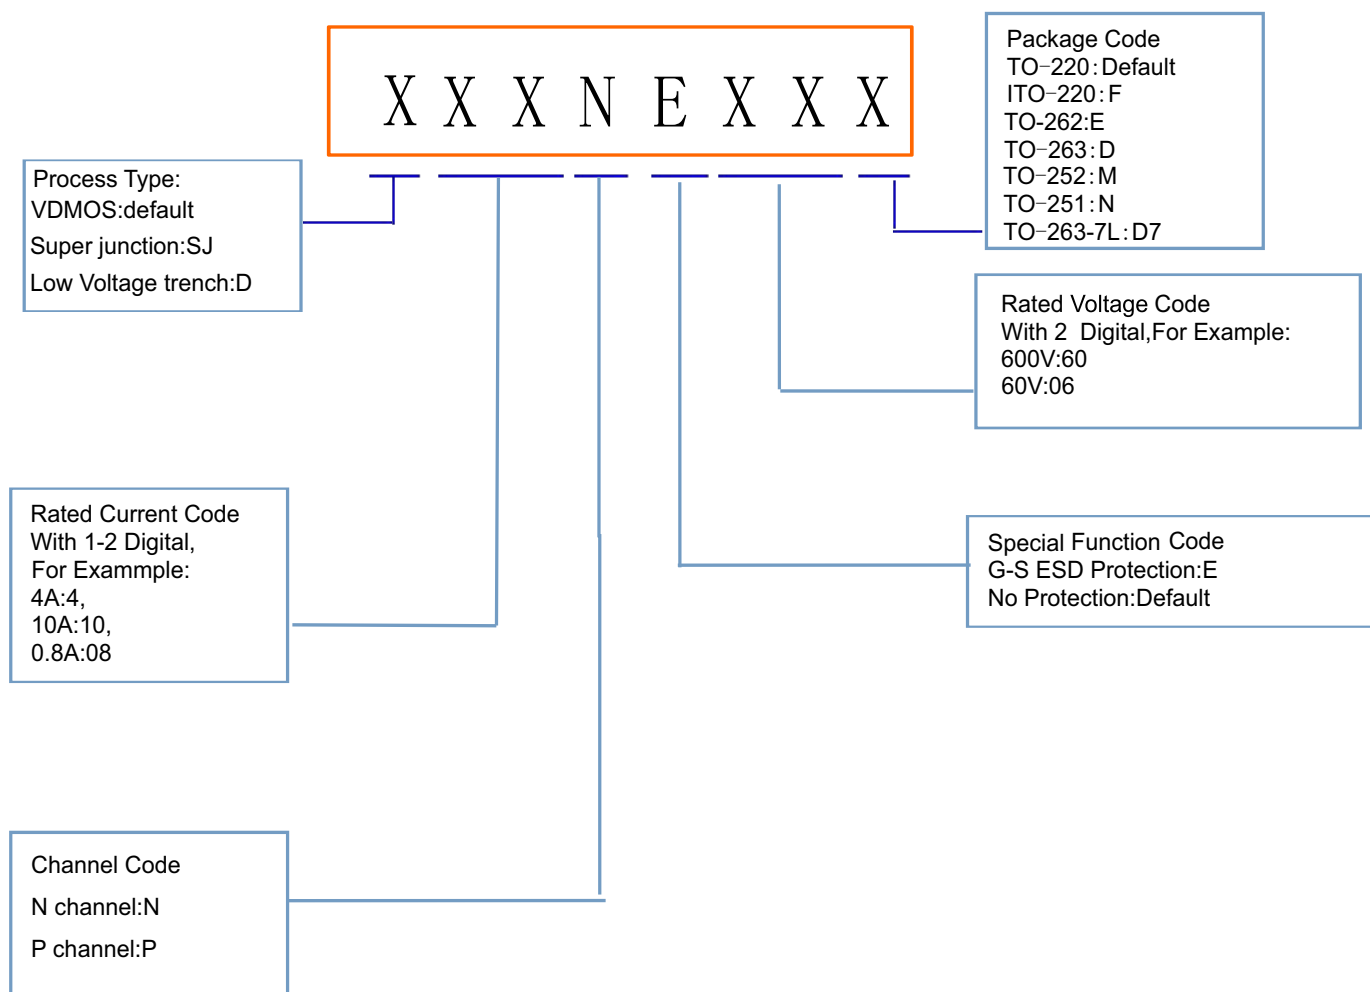 X X X N E X X X
Process Type:
VDMOS:default
Super junction:SJ
Low Voltage trench:D
Package Code
TO-220:Default
ITO-220:F
TO-262:E
TO-263:D
TO-252:M
TO-251:N
TO-263-7L:D7
Rated Voltage Code
With 2 Digital,For Example:
600V:60
60V:06
Rated Current Code
With 1-2 Digital,
For Exammple:
4A:4,
10A:10,
0.8A:08
Special Function Code
G-S ESD Protection:E
No Protection:Default
Channel Code
N channel:N
P channel:P